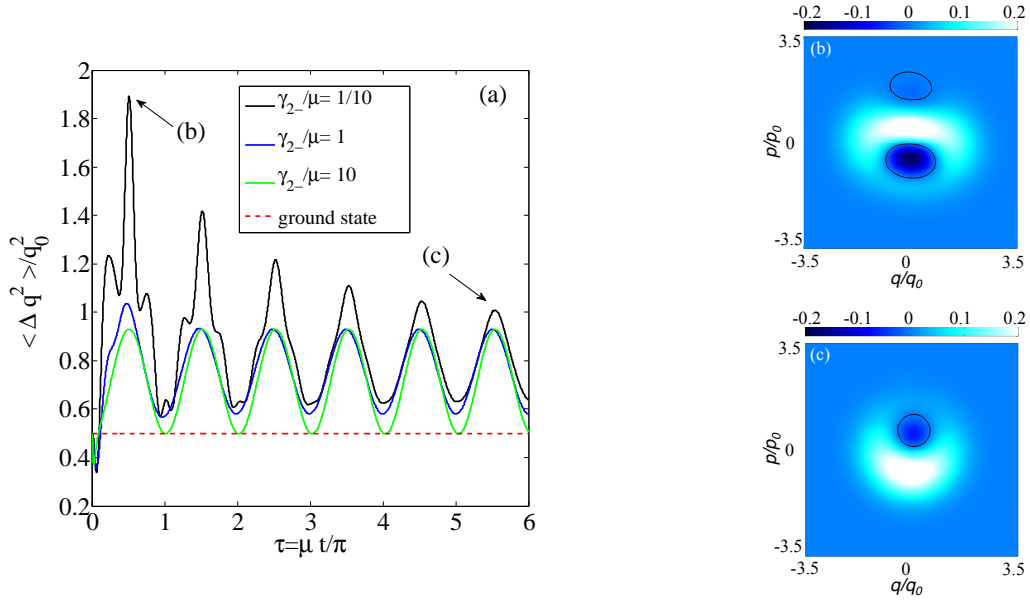 2
1.8
1.6
1.4
1.2
1
0.8
0.6
0.4
0.2
0 1 2 3 4 5 6
< Δ q² >/q₀²
τ=μ t/π
(a)
γ₂₋/μ= 1/10
γ₂₋/μ= 1
γ₂₋/μ= 10
ground state
(b)
(c)
-0.2 -0.1 0 0.1 0.2
(b)
3.5
0
-3.5
p/p₀
-3.5 0 3.5
q/q₀
-0.2 -0.1 0 0.1 0.2
(c)
3.5
0
-3.5
p/p₀
-3.5 0 3.5
q/q₀